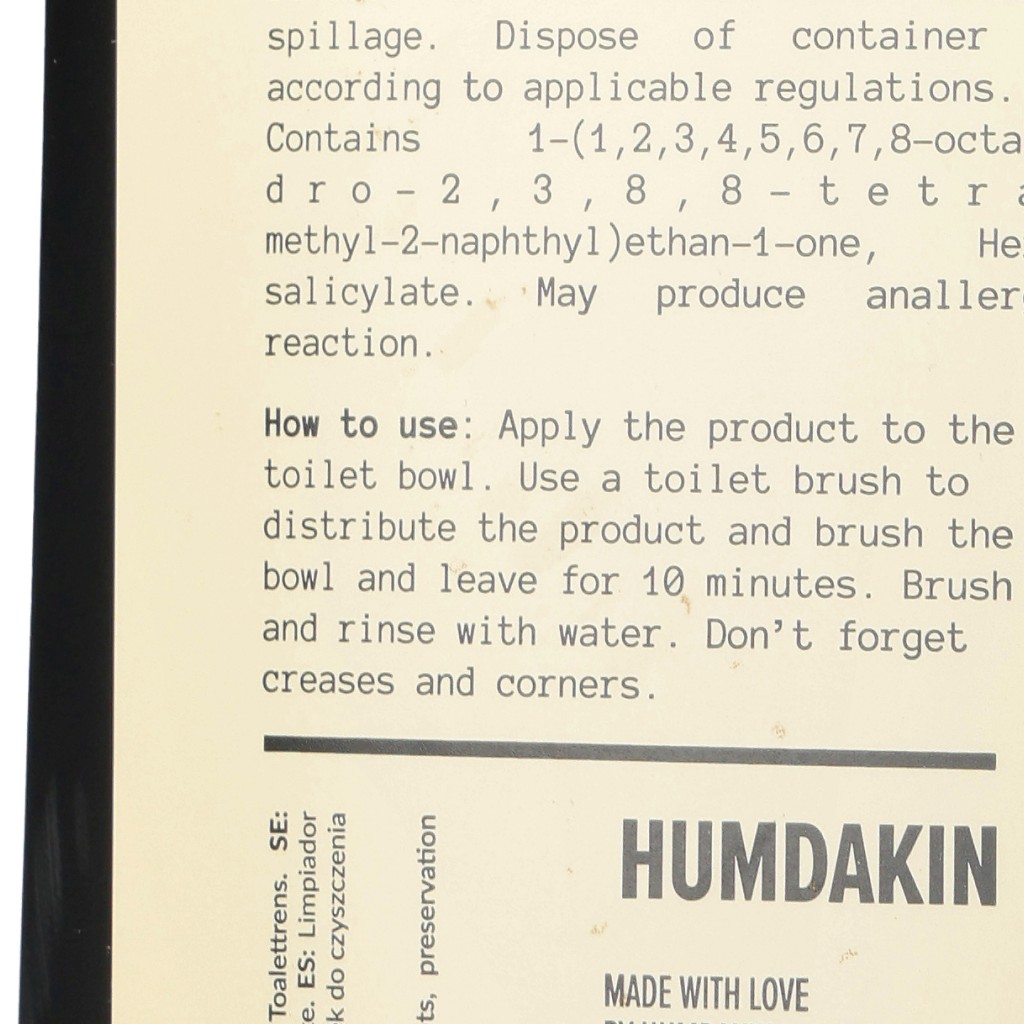 spillage. Dispose of container
according to applicable regulations.
Contains 1-(1,2,3,4,5,6,7,8-octa
dro-2,3,8,8-tetra
methyl-2-naphthyl)ethan-1-one, He
salicylate. May produce analler
reaction.
How to use: Apply the product to the
toilet bowl. Use a toilet brush to
distribute the product and brush the
bowl and leave for 10 minutes. Brush
and rinse with water. Don't forget
creases and corners.
Toalettrens. SE:
e. ES: Limpiador
k do czyszczenia
ts, preservation
HUMDAKIN
MADE WITH LOVE